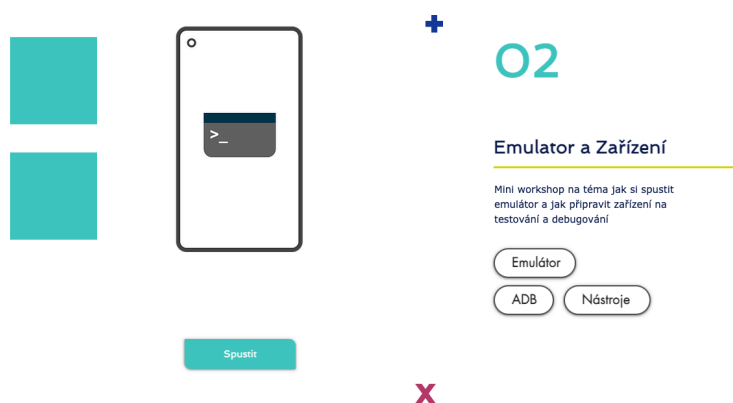 >_
Spustit
02
Emulator a Zařízení
Mini workshop na téma jak si spustit
emulátor a jak připravit zařízení na
testování a debugování
Emulátor
ADB
Nástroje